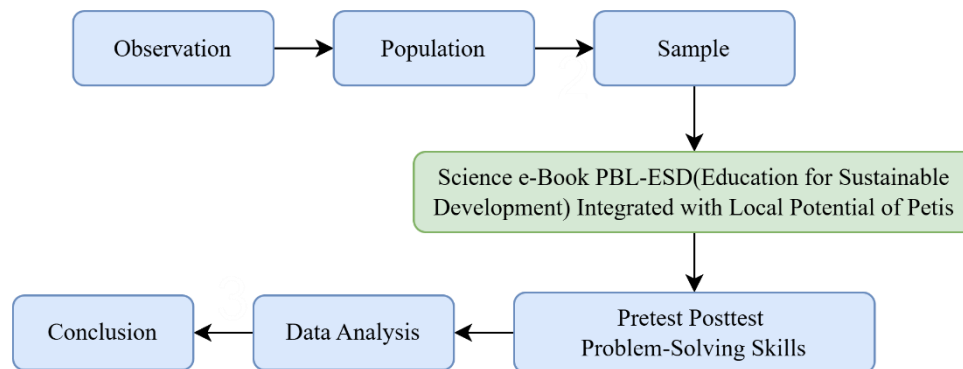 Observation
Population
Sample
Science e-Book PBL-ESD(Education for Sustainable
Development) Integrated with Local Potential of Petis
Pretest Posttest
Problem-Solving Skills
Data Analysis
Conclusion